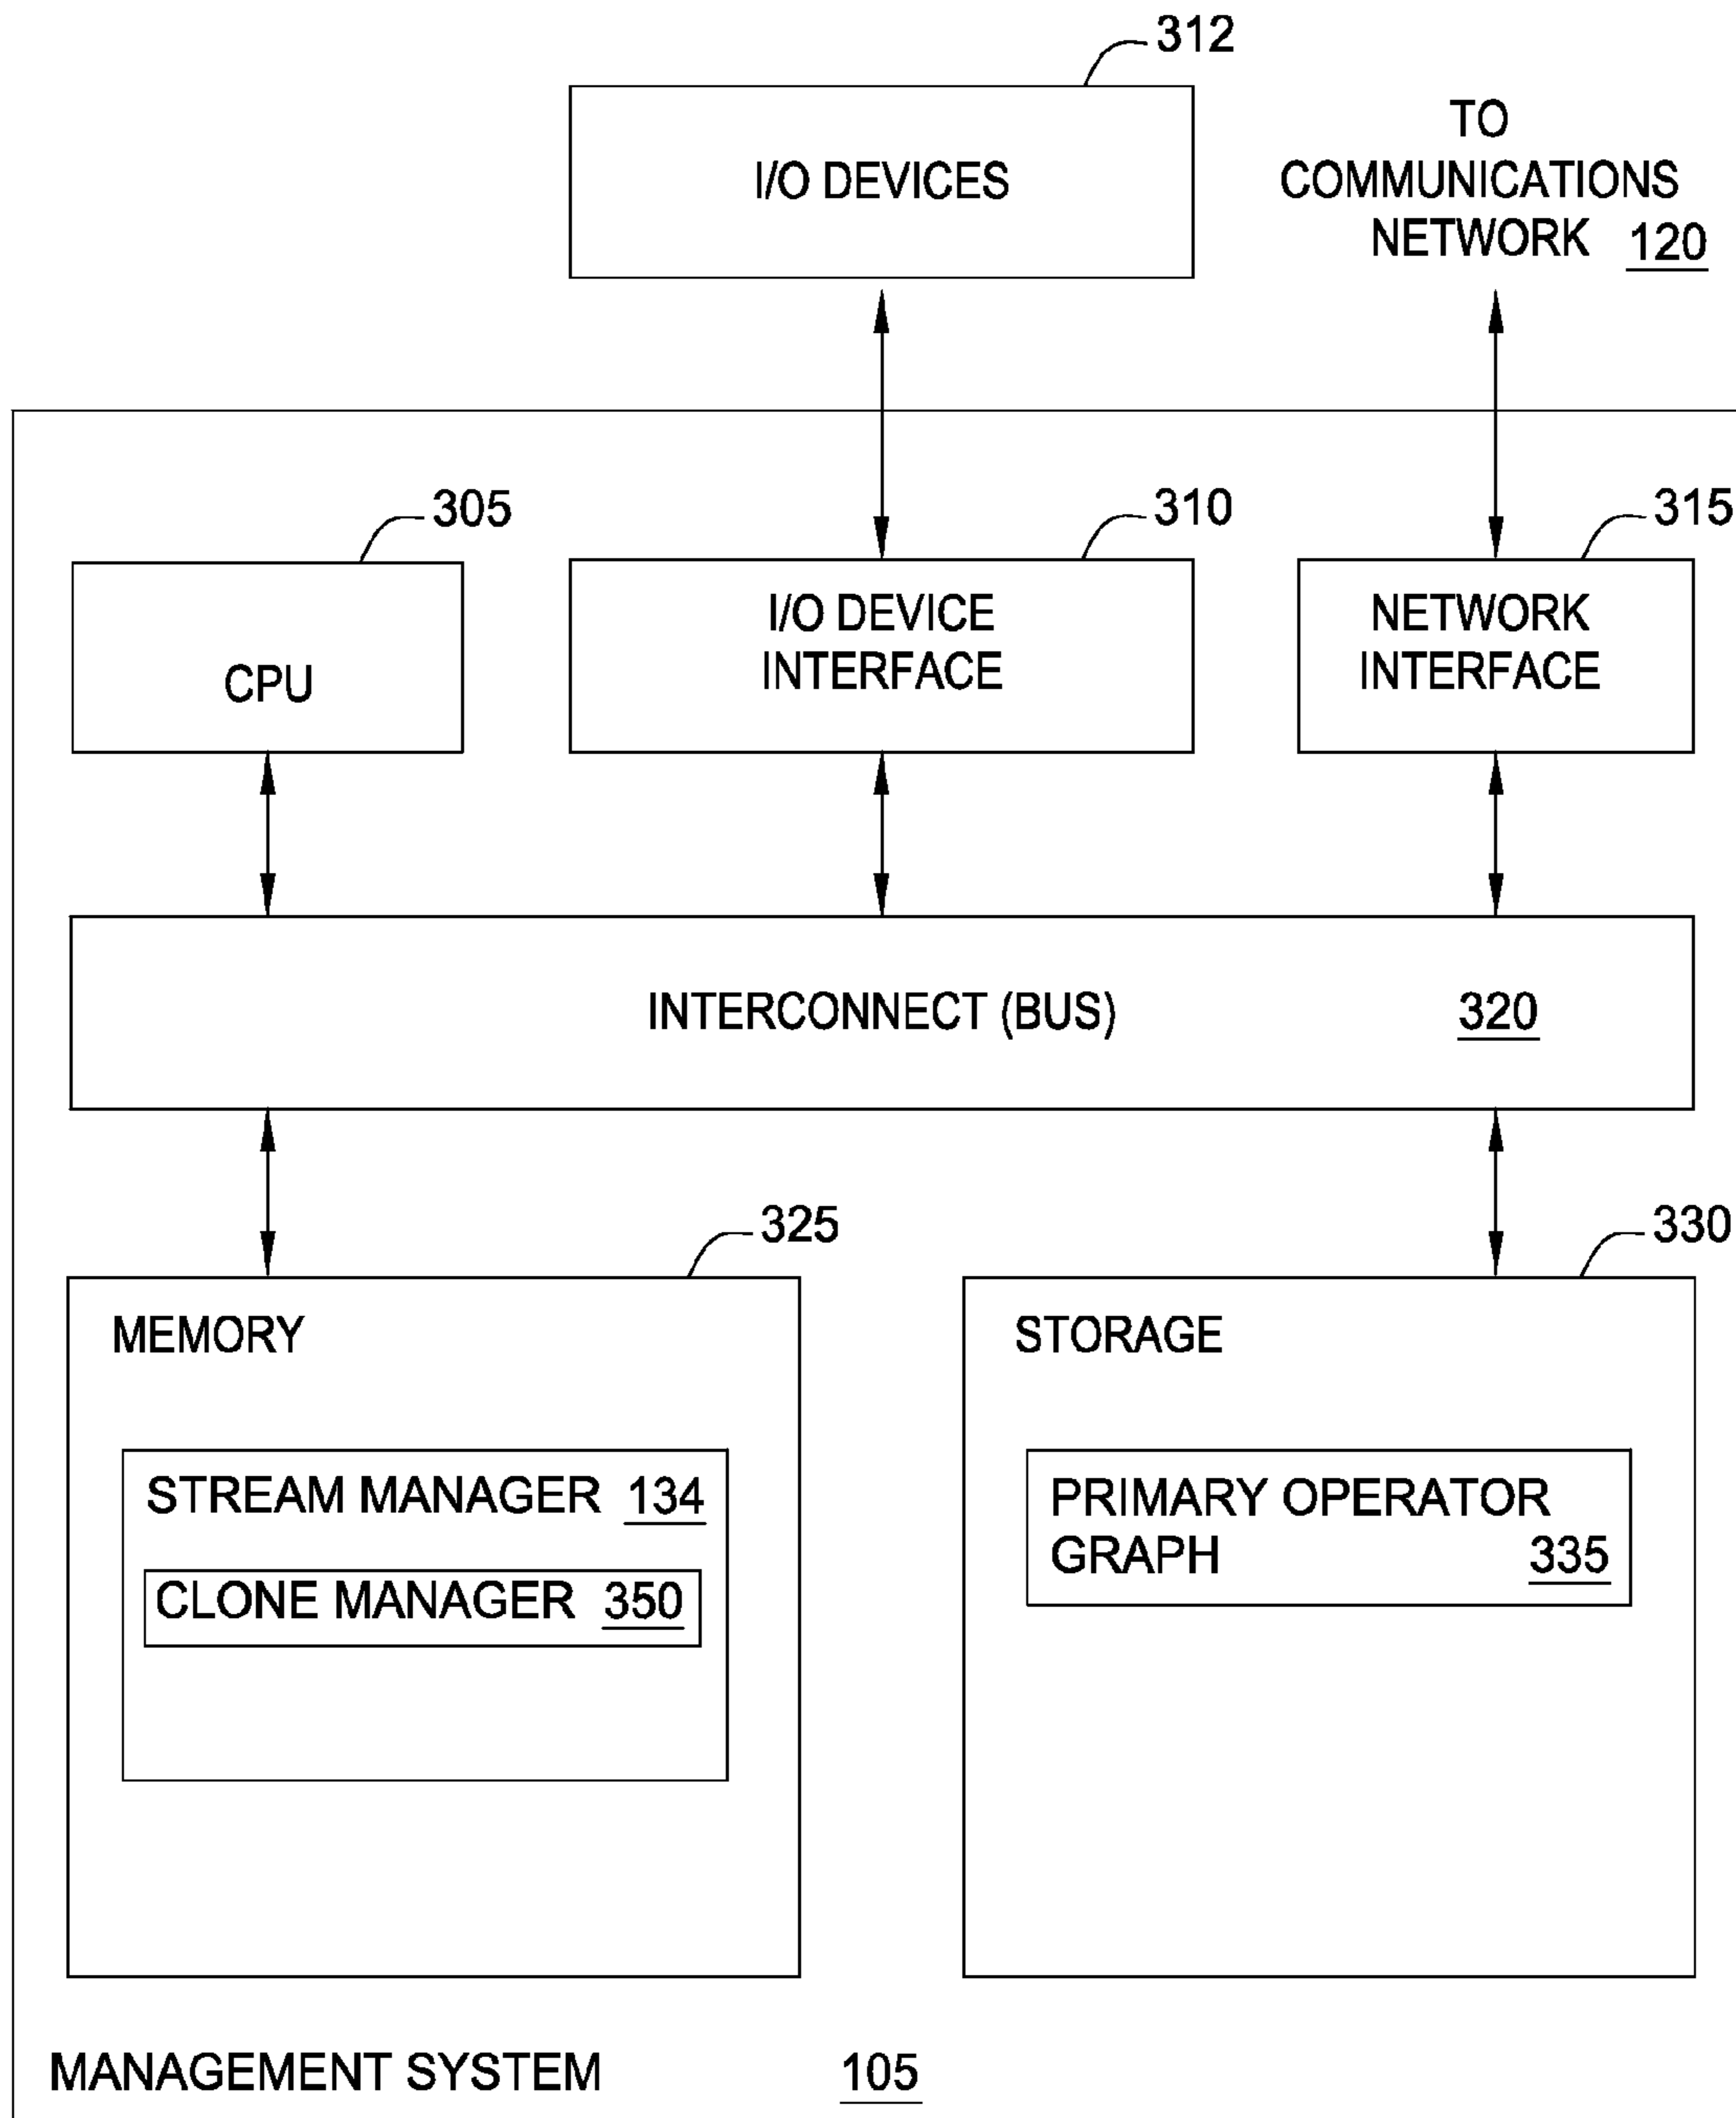 312
I/O DEVICES
TO
COMMUNICATIONS
NETWORK 120
305
310
315
CPU
I/O DEVICE
INTERFACE
NETWORK
INTERFACE
INTERCONNECT (BUS) 320
325
330
MEMORY
STORAGE
STREAM MANAGER 134
CLONE MANAGER 350
PRIMARY OPERATOR
GRAPH 335
MANAGEMENT SYSTEM 105